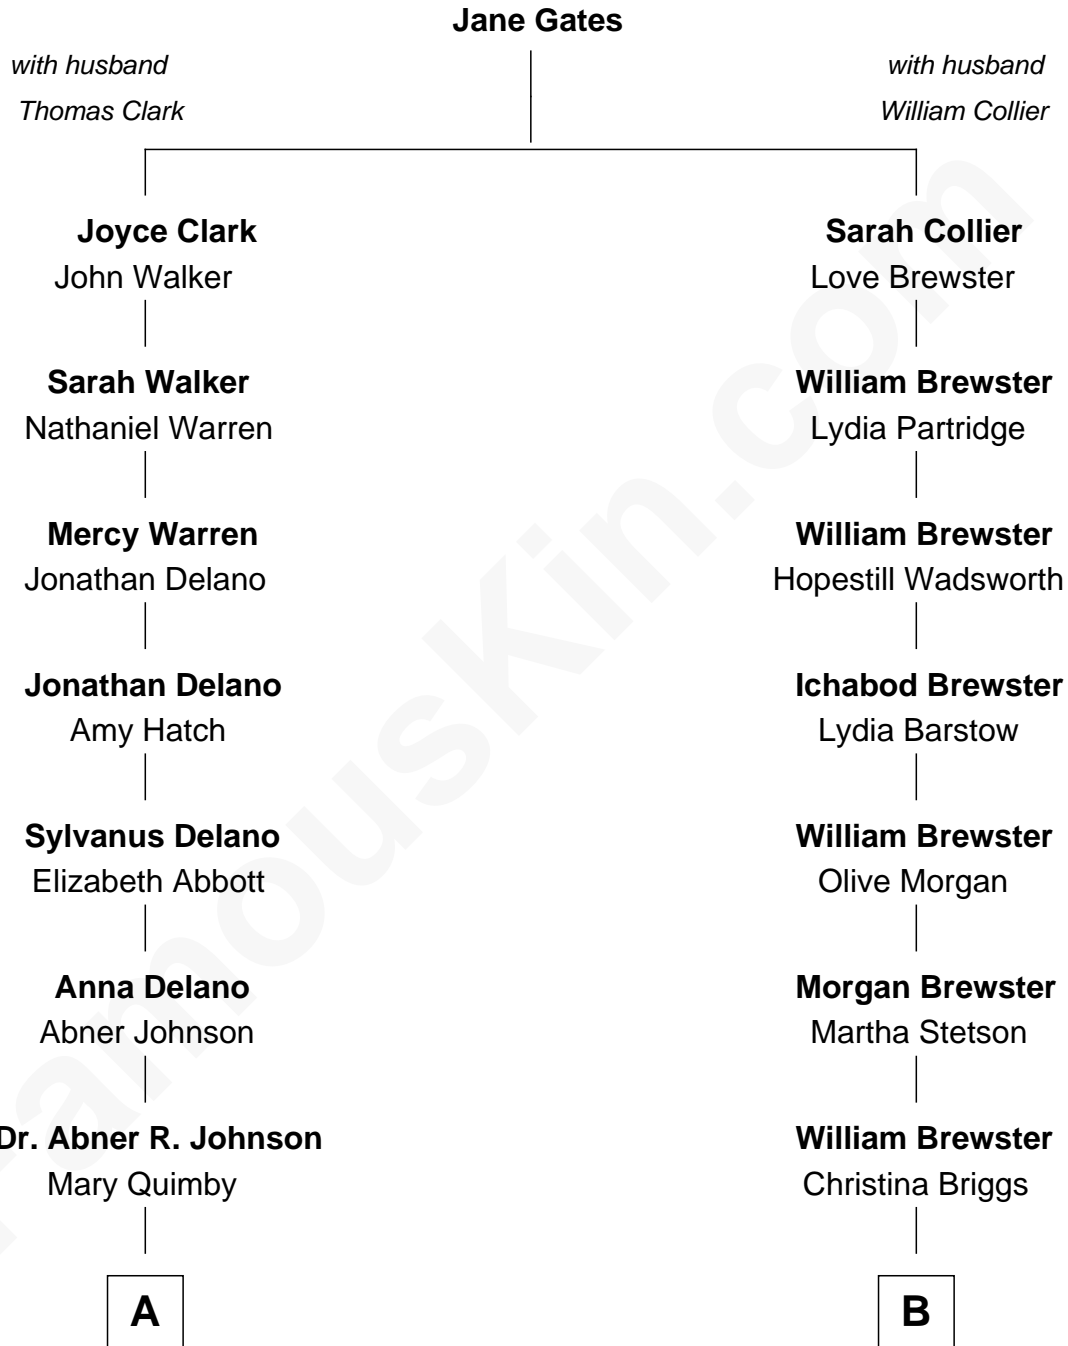 Jane Gates
with husband
Thomas Clark
with husband
William Collier
Joyce Clark
John Walker
Sarah Collier
Love Brewster
Sarah Walker
Nathaniel Warren
William Brewster
Lydia Partridge
Mercy Warren
Jonathan Delano
William Brewster
Hopestill Wadsworth
Jonathan Delano
Amy Hatch
Ichabod Brewster
Lydia Barstow
Sylvanus Delano
Elizabeth Abbott
William Brewster
Olive Morgan
Anna Delano
Abner Johnson
Morgan Brewster
Martha Stetson
Dr. Abner R. Johnson
Mary Quimby
William Brewster
Christina Briggs
A
B
FamousKin.com